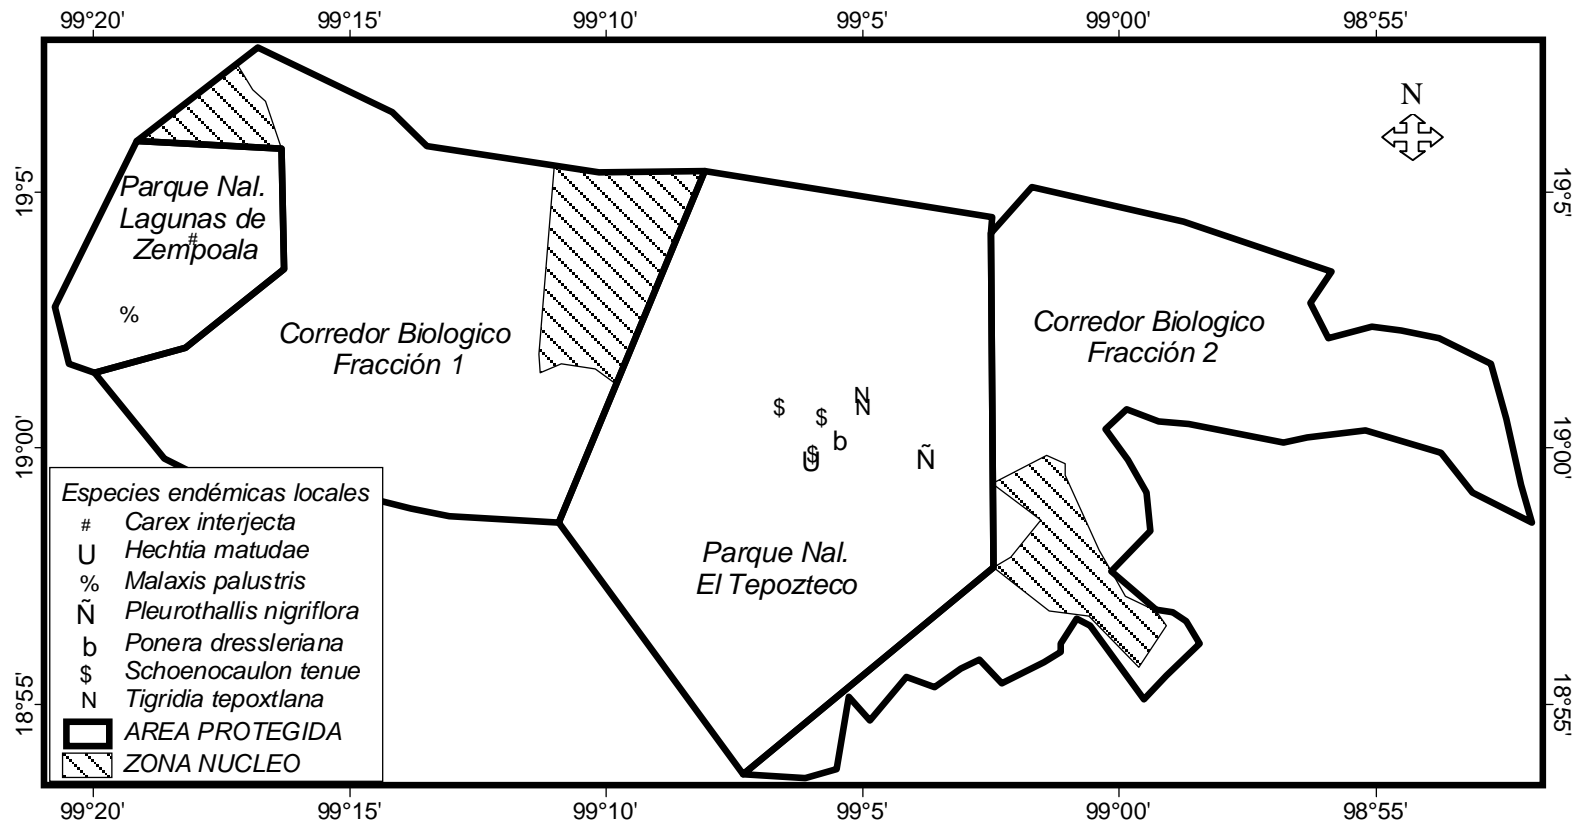 99°20' 99°15' 99°10' 99°5' 99°00' 98°55'
N
19°5'
19°5'
Parque Nal.
Lagunas de
Zempoala
#
%
Corredor Biologico
Fracción 1
Corredor Biologico
Fracción 2
N
$ N
$
b
19°00'
19°00'
$
U
Ñ
Parque Nal.
El Tepozteco
Especies endémicas locales
# Carex interjecta
U Hechtia matudae
% Malaxis palustris
Ñ Pleurothallis nigriflora
b Ponera dressleriana
$ Schoenocaulon tenue
N Tigridia tepoxtlana
AREA PROTEGIDA
ZONA NUCLEO
18°55'
18°55'
99°20' 99°15' 99°10' 99°5' 99°00' 98°55'